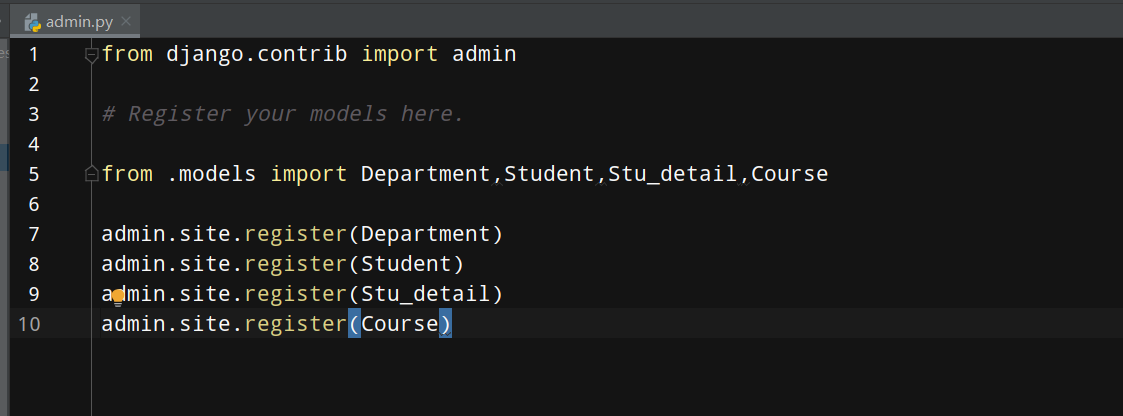 admin.py
1 from django.contrib import admin
2
3 # Register your models here.
4
5 from .models import Department,Student,Stu_detail,Course
6
7 admin.site.register(Department)
8 admin.site.register(Student)
9 admin.site.register(Stu_detail)
10 admin.site.register(Course)